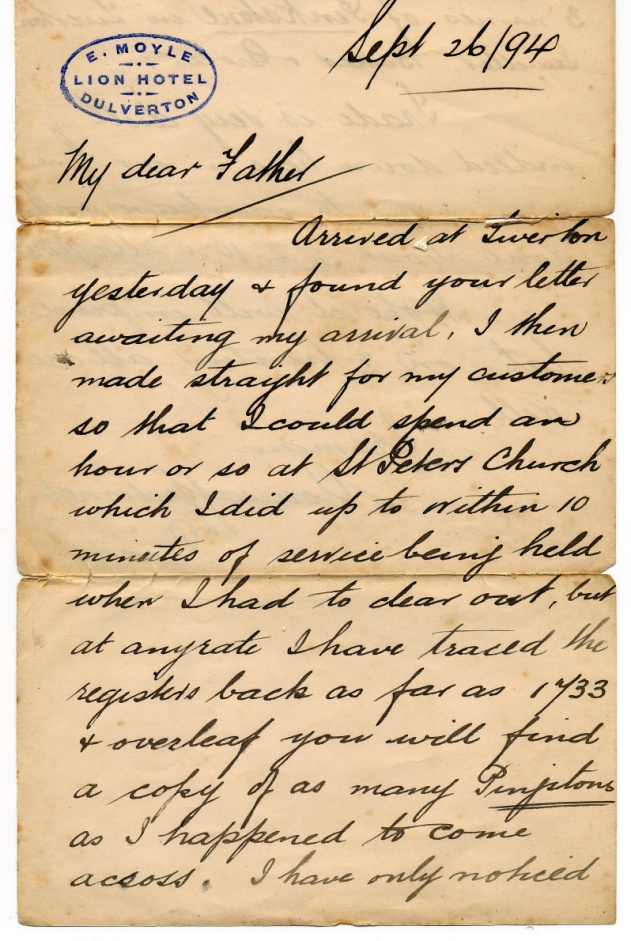 E. MOYLE
LION HOTEL
DULVERTON
Sept 26/94
My dear Father
Arrived at Tiverton
yesterday & found your letter
awaiting my arrival. I then
made straight for my customers
so that I could spend an
hour or so at St Peters Church
which I did up to within 10
minutes of service being held
when I had to clear out, but
at anyrate I have traced the
registers back as far as 1733
& overleaf you will find
a copy of as many Pingstons
as I happened to come
across. I have only noticed